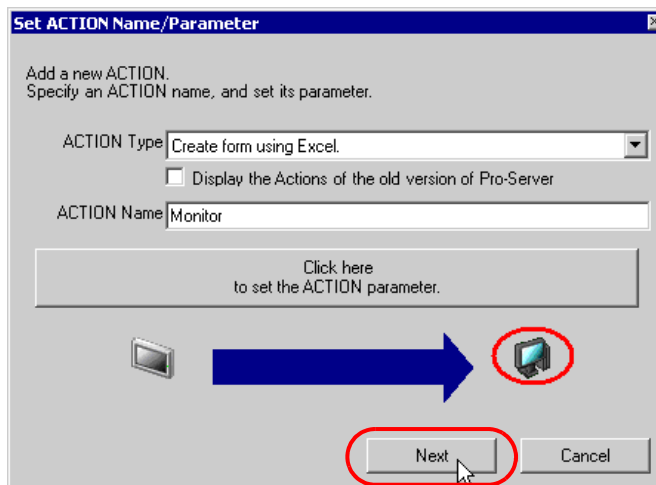 Set ACTION Name/Parameter
Add a new ACTION.
Specify an ACTION name, and set its parameter.
ACTION Type Create form using Excel.
Display the Actions of the old version of Pro-Server
ACTION Name Monitor
Click here
to set the ACTION parameter.
Next Cancel